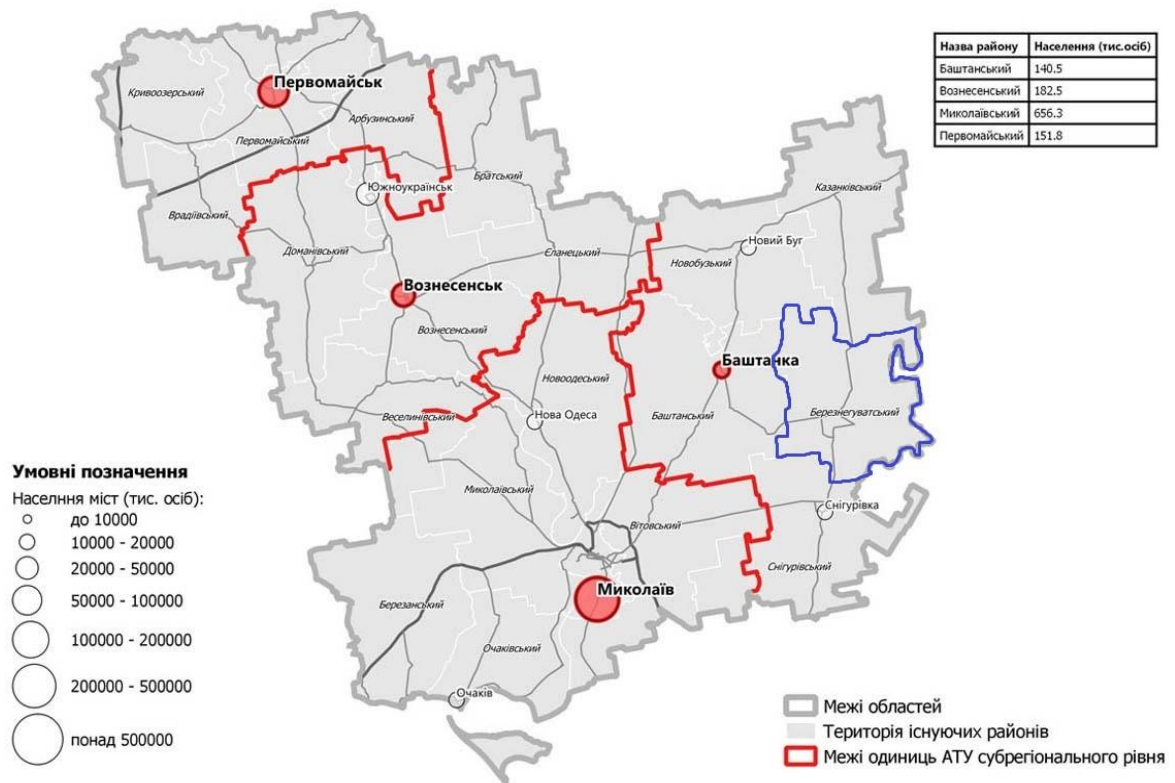 Назва району Населення (тис.осіб)
Баштанський 140.5
Вознесенський 182.5
Миколаївський 656.3
Первомайський 151.8
Первомайськ
Кривоозерський
Арбузинський
Первомайський
Братський
Южноукраїнськ
Казанківський
Врадіївський
Доманівський
Єланецький
Новий Буг
Новобузький
Вознесенськ
Вознесенський
Баштанка
Новоодеський
Березнегуватський
Веселинівський
Нова Одеса
Баштанський
Миколаївський
Снігурівка
Вітовський
Снігурівський
Миколаїв
Березанський
Очаківський
Очаків
Умовні позначення
Населння міст (тис. осіб):
до 10000
10000 - 20000
20000 - 50000
50000 - 100000
100000 - 200000
200000 - 500000
понад 500000
Межі областей
Територія існуючих районів
Межі одиниць АТУ субрегіонального рівня